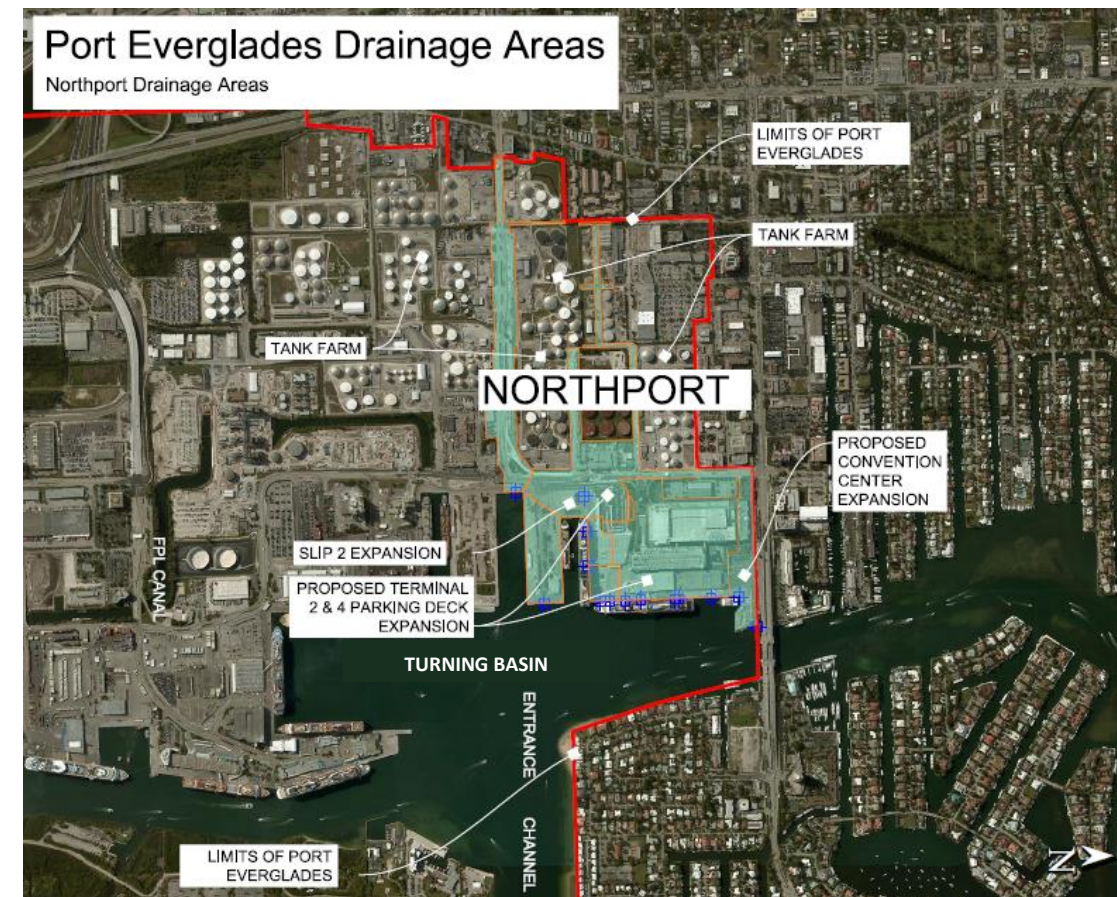 Port Everglades Drainage Areas
Northport Drainage Areas
LIMITS OF PORT
EVERGLADES
TANK FARM
TANK FARM
NORTHPORT
PROPOSED
CONVENTION
CENTER
EXPANSION
SLIP 2 EXPANSION
PROPOSED TERMINAL
2 & 4 PARKING DECK
EXPANSION
FPL CANAL
TURNING BASIN
ENTRANCE CHANNEL
LIMITS OF PORT
EVERGLADES
N